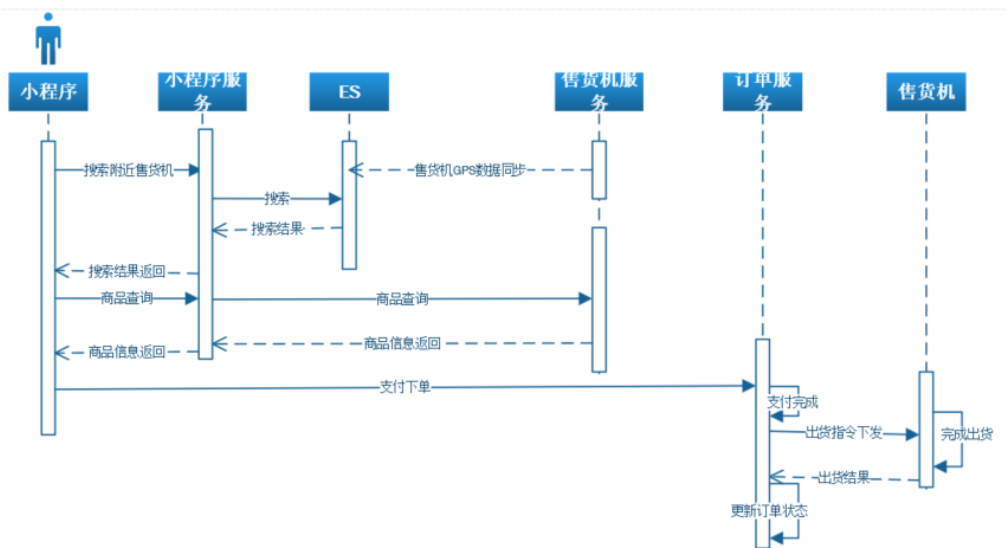 小程序
小程序服
务
ES
售货机服
务
订单服务
售货机
搜索附近售货机
售货机GPS数据同步
搜索
搜索结果
搜索结果返回
商品查询
商品查询
商品信息返回
商品信息返回
支付下单
支付完成
出货指令下发
完成出货
出货结果
更新订单状态